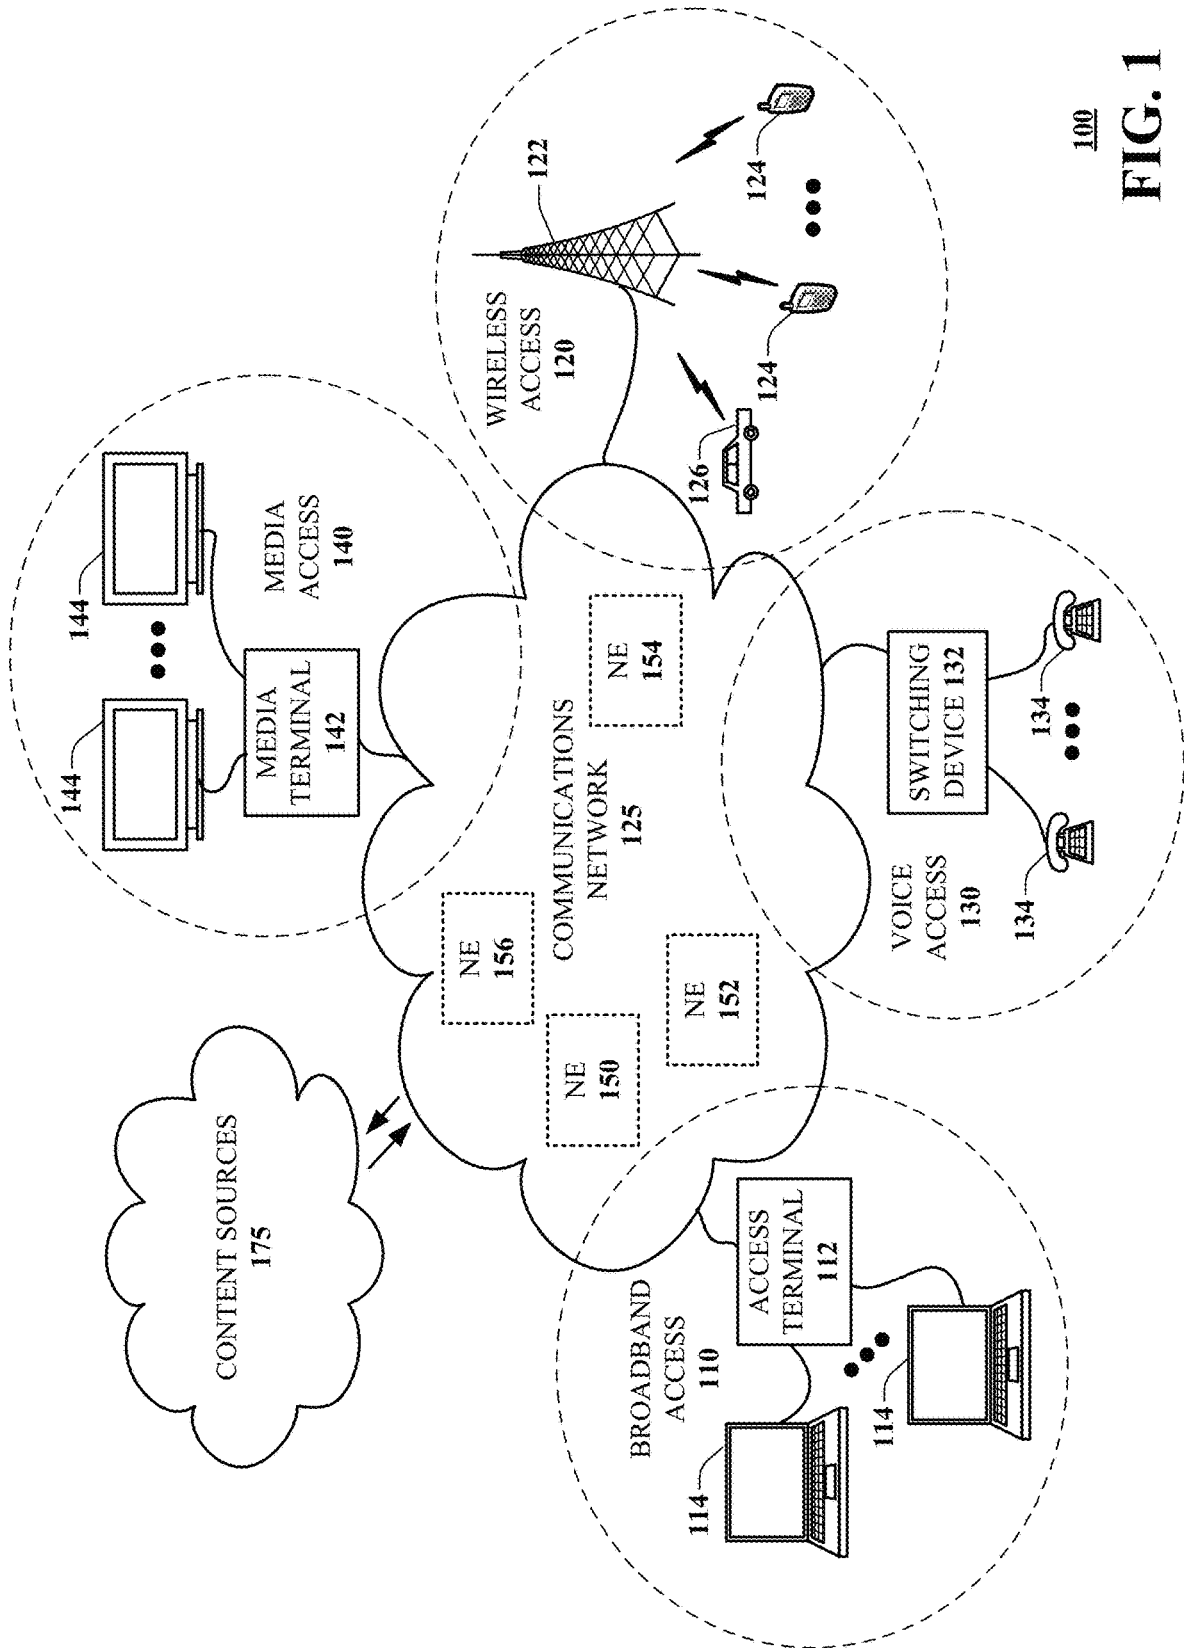 CONTENT SOURCES
175
144
144
MEDIA
TERMINAL
142
MEDIA
ACCESS
140
NE
156
NE
150
NE
152
COMMUNICATIONS
NETWORK
125
NE
154
WIRELESS
ACCESS
120
122
124
124
126
BROADBAND
ACCESS
110
ACCESS
TERMINAL
112
114
114
VOICE
ACCESS
130
SWITCHING
DEVICE 132
134
134
100
FIG. 1